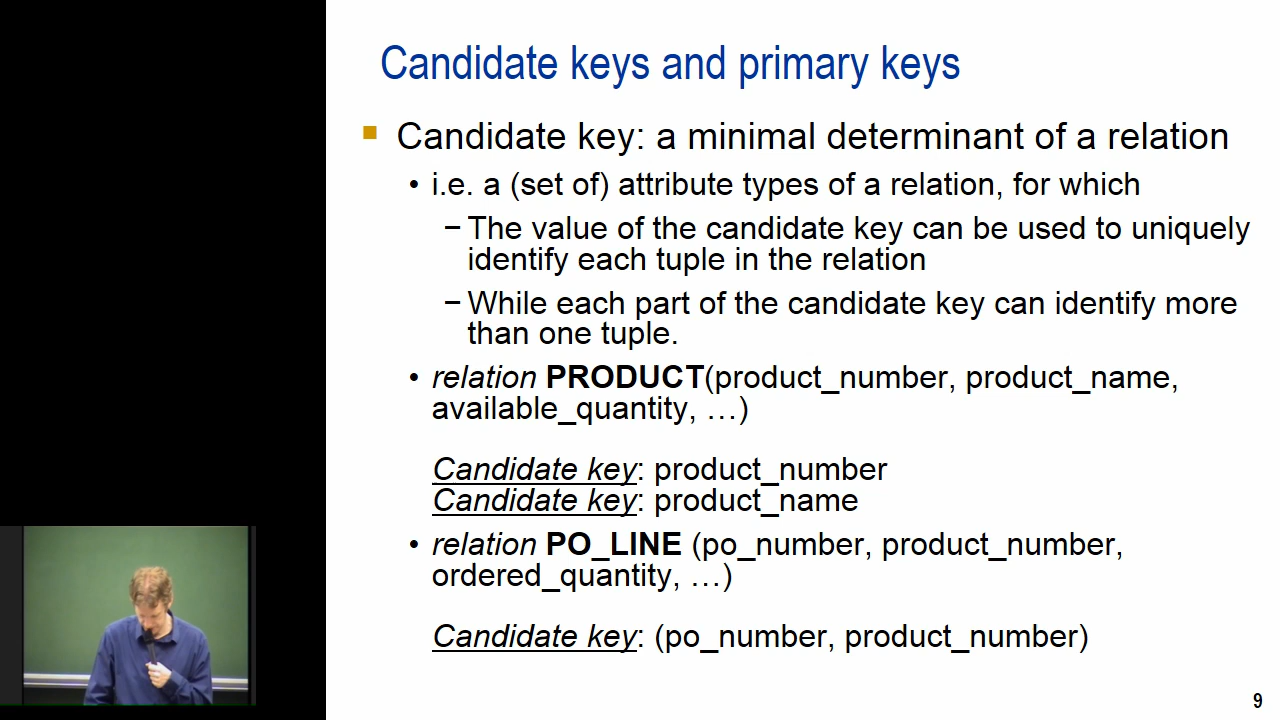 Candidate keys and primary keys
Candidate key: a minimal determinant of a relation
• i.e. a (set of) attribute types of a relation, for which
– The value of the candidate key can be used to uniquely
identify each tuple in the relation
– While each part of the candidate key can identify more
than one tuple.
• relation PRODUCT(product_number, product_name,
available_quantity, …)
Candidate key: product_number
Candidate key: product_name
• relation PO_LINE (po_number, product_number,
ordered_quantity, …)
Candidate key: (po_number, product_number)
9